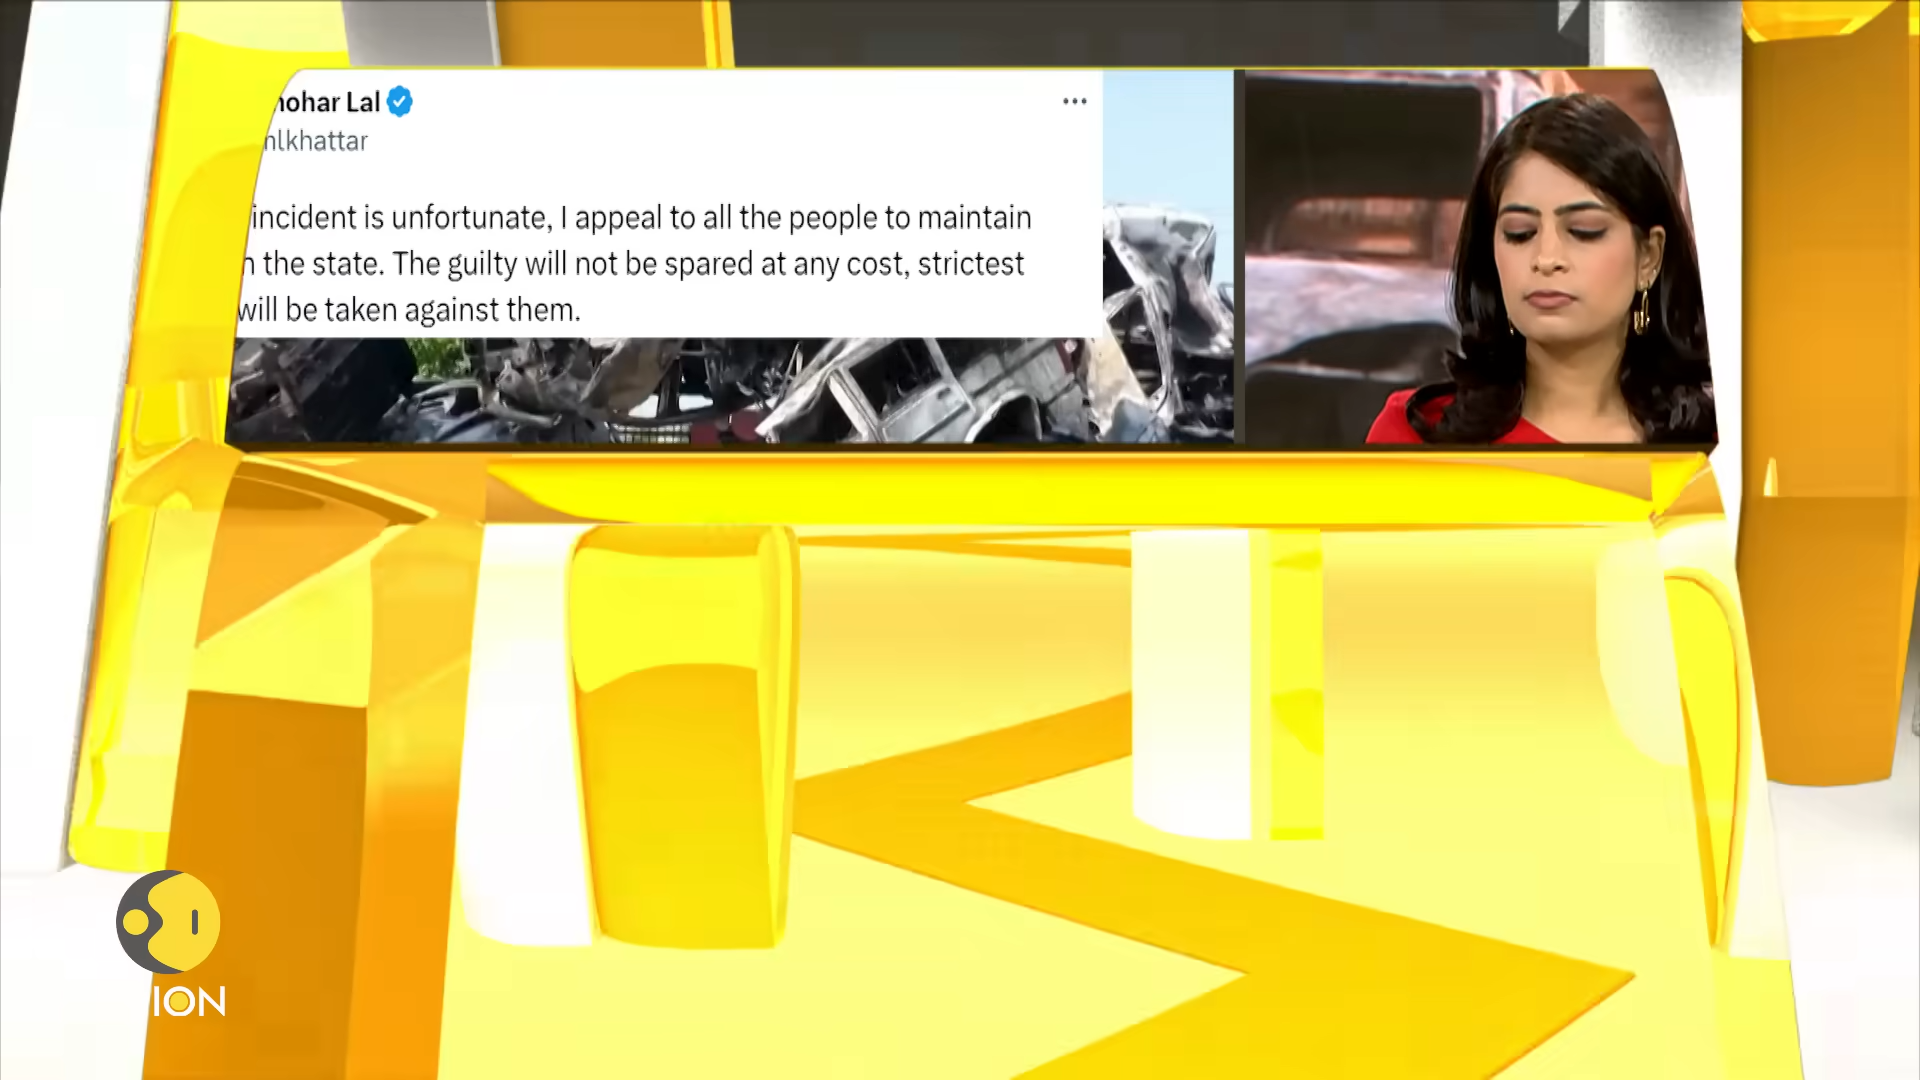 nohar Lal
nlkhattar
incident is unfortunate, I appeal to all the people to maintain
n the state. The guilty will not be spared at any cost, strictest
will be taken against them.
ION